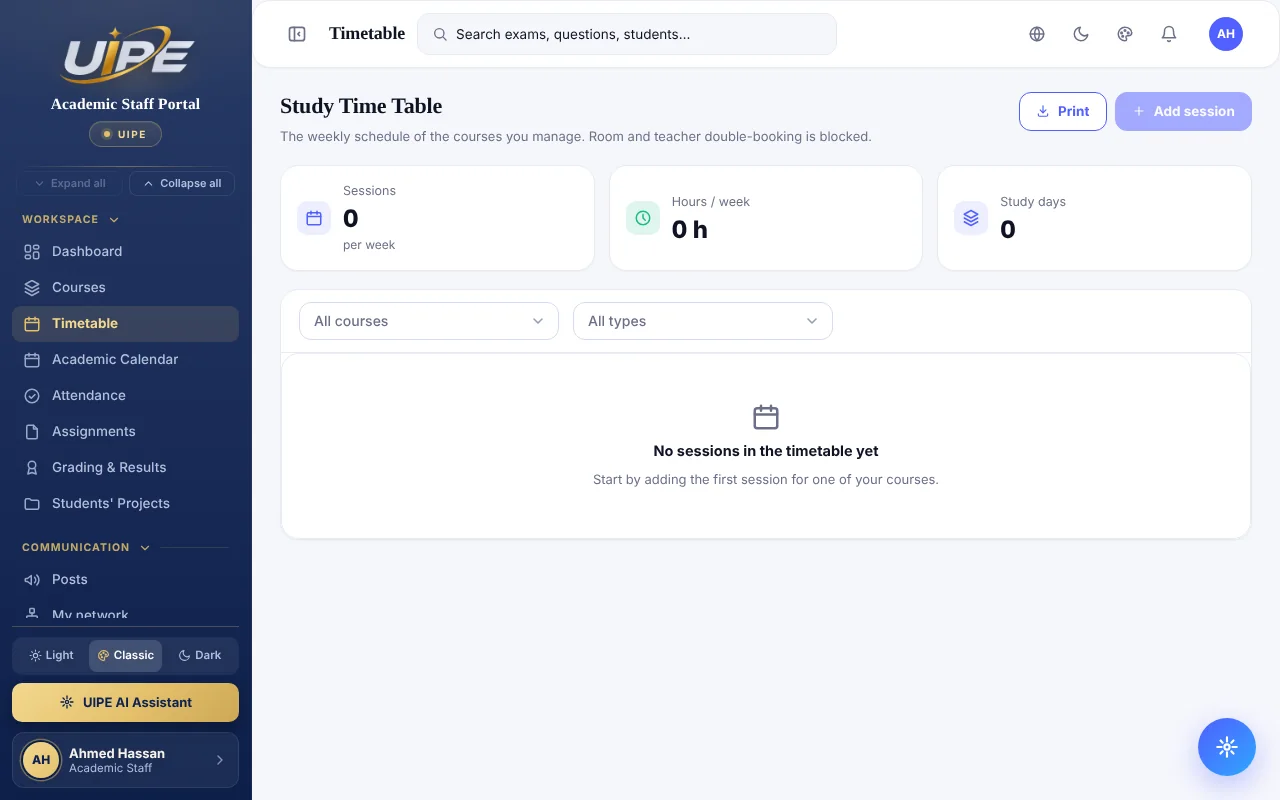 UIPE
Academic Staff Portal
UIPE
Expand all
Collapse all
WORKSPACE
Dashboard
Courses
Timetable
Academic Calendar
Attendance
Assignments
Grading & Results
Students' Projects
COMMUNICATION
Posts
My network
Light
Classic
Dark
UIPE AI Assistant
AH
Ahmed Hassan
Academic Staff
Timetable
Search exams, questions, students...
AH
Study Time Table
The weekly schedule of the courses you manage. Room and teacher double-booking is blocked.
Print
Add session
Sessions
0
per week
Hours / week
0 h
Study days
0
All courses
All types
No sessions in the timetable yet
Start by adding the first session for one of your courses.